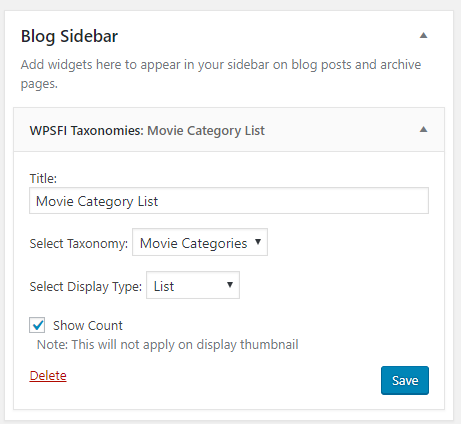 Blog Sidebar
Add widgets here to appear in your sidebar on blog posts and archive
pages.
WPSFI Taxonomies: Movie Category List
Title:
Movie Category List
Select Taxonomy: Movie Categories
Select Display Type: List
Show Count
Note: This will not apply on display thumbnail
Delete Save